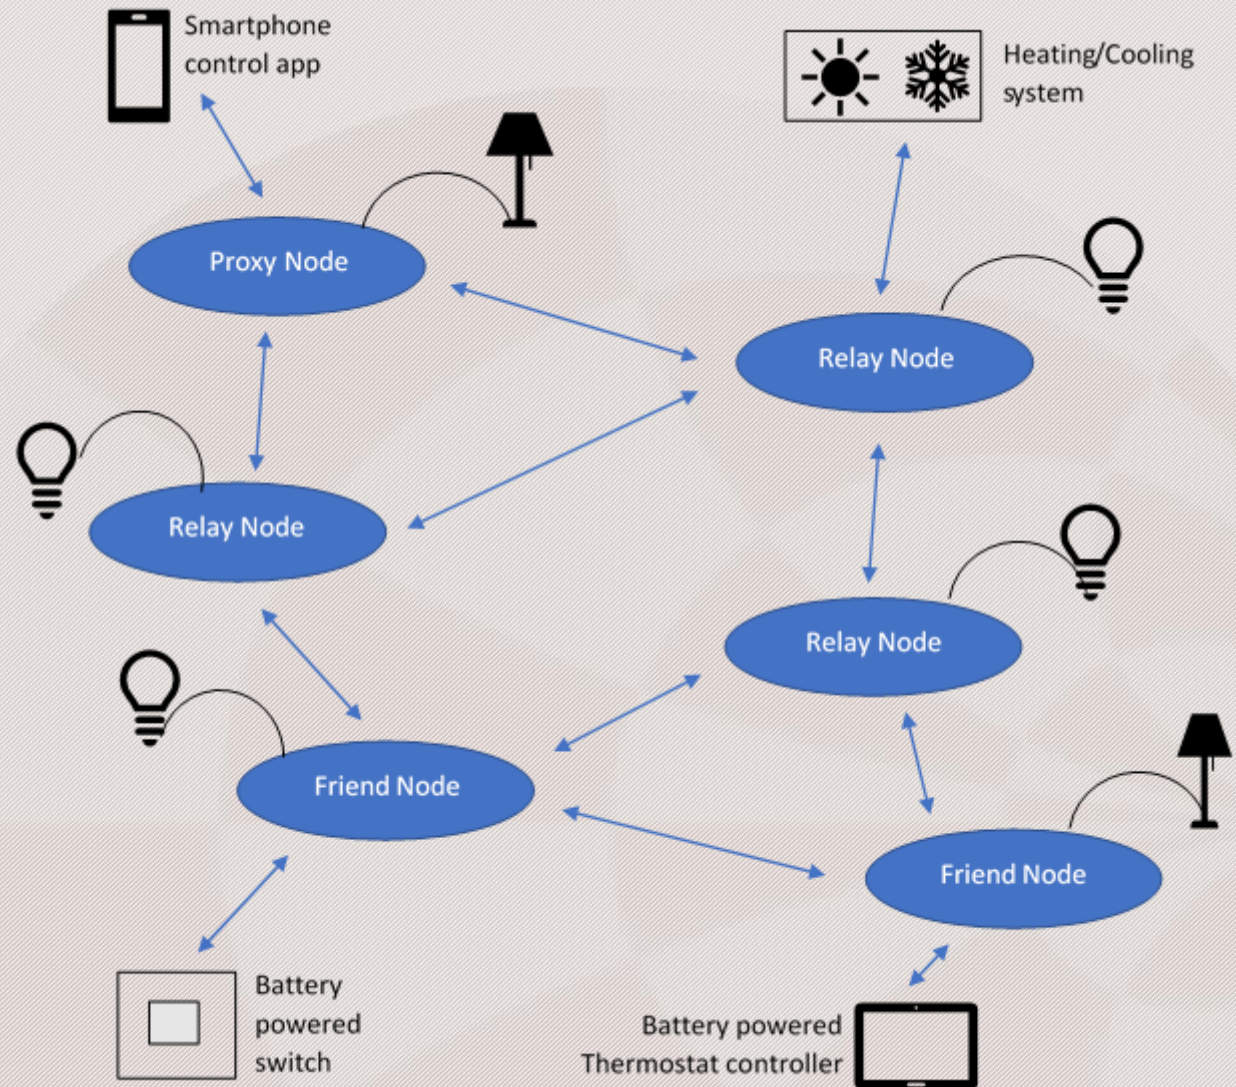 Smartphone
control app
Heating/Cooling
system
Proxy Node
Relay Node
Relay Node
Relay Node
Friend Node
Friend Node
Battery
powered
switch
Battery powered
Thermostat controller